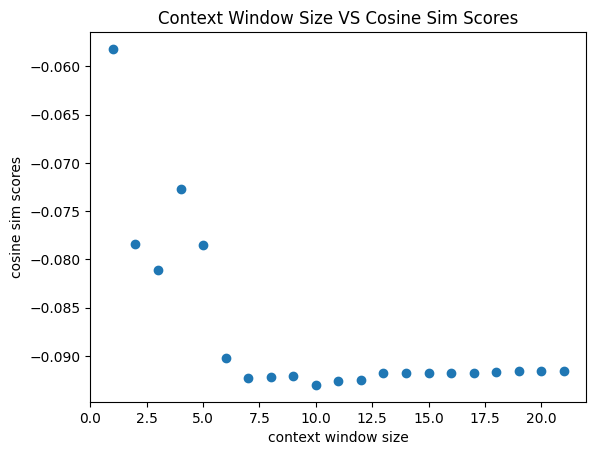 Context Window Size VS Cosine Sim Scores
−0.060
−0.065
−0.070
−0.075
−0.080
−0.085
−0.090
cosine sim scores
0.0 2.5 5.0 7.5 10.0 12.5 15.0 17.5 20.0
context window size